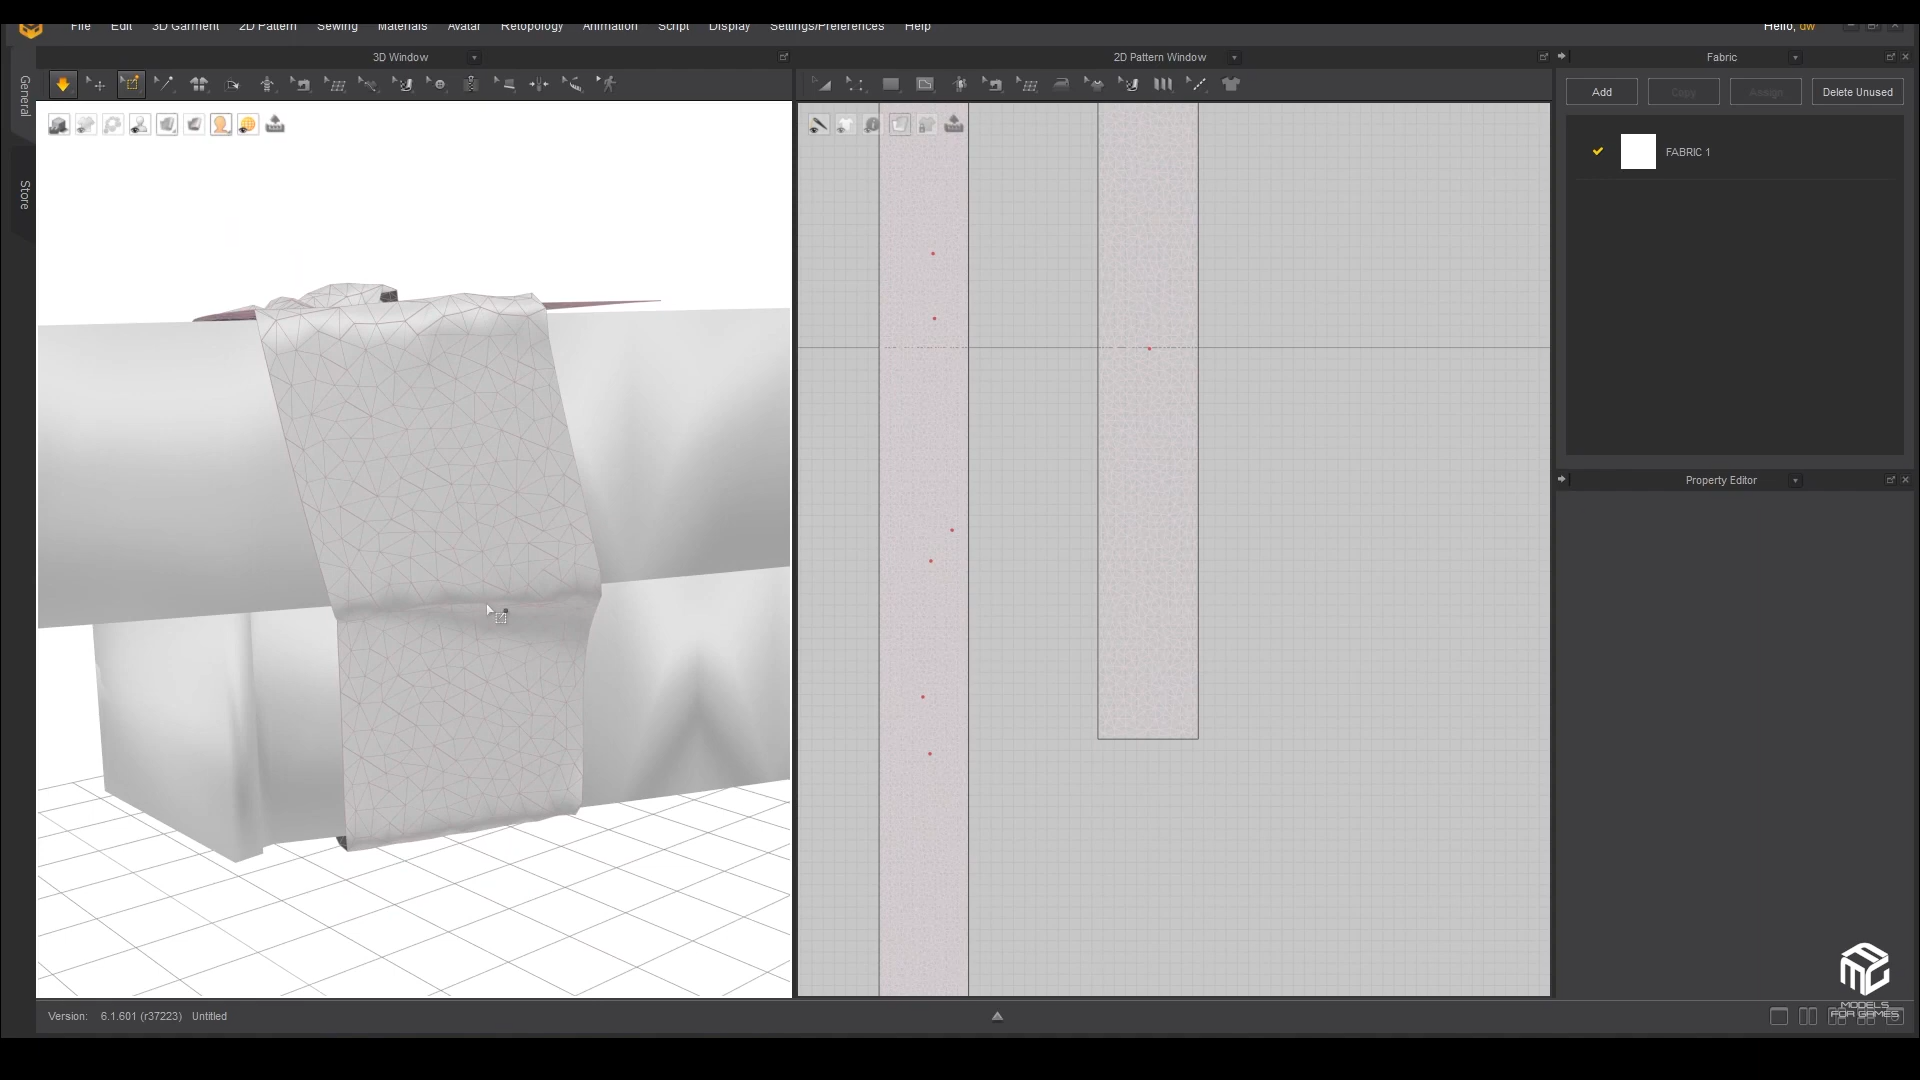 File Edit 3D Garment 2D Pattern Sewing Materials Avatar Retopology Animation Script Display Settings/Preferences Help Hello, dw
3D Window 2D Pattern Window Fabric
General
Store
Add Copy Assign Delete Unused
FABRIC 1
Property Editor
MODELS
FOR GAMES
Version: 6.1.601 (r37223) Untitled